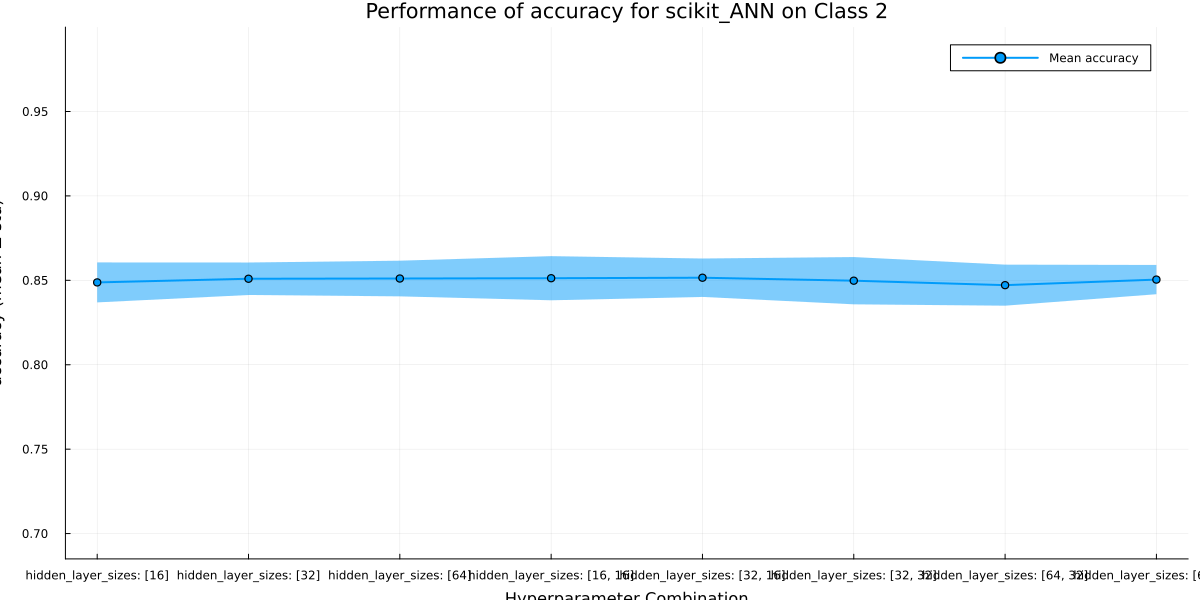 Performance of accuracy for scikit_ANN on Class 2
Mean accuracy
0.95
0.90
0.85
0.80
0.75
0.70
hidden_layer_sizes: [16]
hidden_layer_sizes: [32]
hidden_layer_sizes: [64]
hidden_layer_sizes: [16, 16]
hidden_layer_sizes: [32, 16]
hidden_layer_sizes: [32, 32]
hidden_layer_sizes: [64, 32]
hidden_layer_sizes:
Hyperparameter Combination